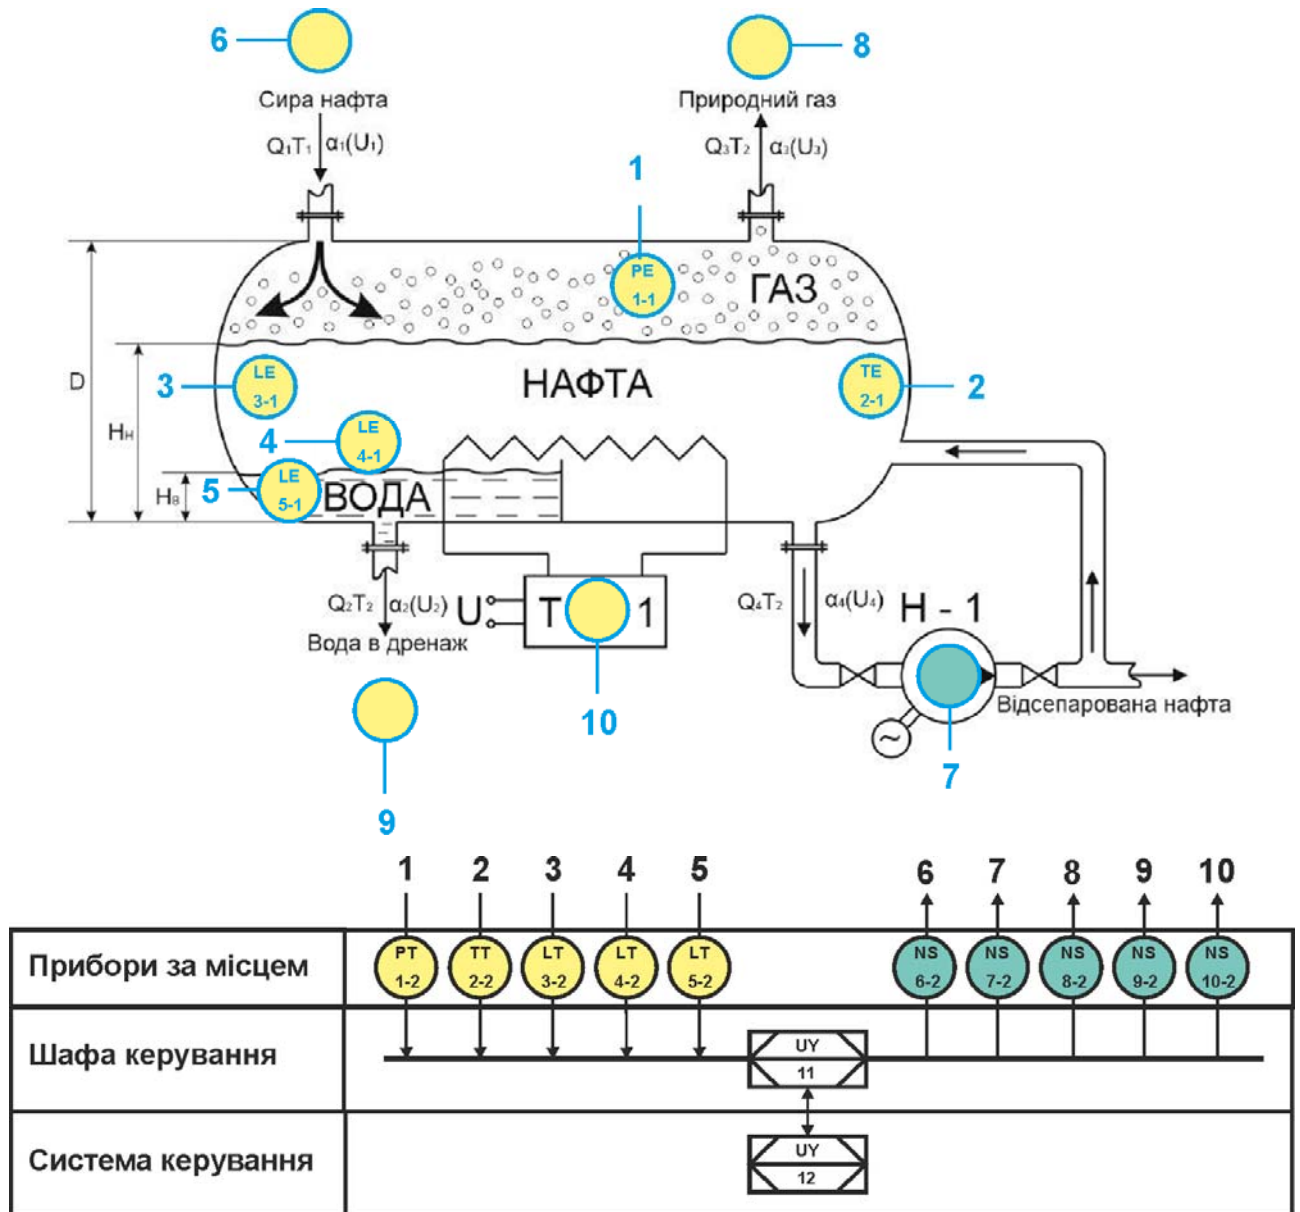 6
8
Сира нафта
Природний газ
Q₁T₁ α₁(U₁)
Q₃T₂ α₃(U₃)
1
PE
1-1
ГАЗ
D
3
LE
3-1
НАФТА
TE
2-1
2
Hн
4
LE
4-1
5
LE
5-1
Hв
ВОДА
Q₂T₂ α₂(U₂)
U
T 1
Q₄T₂ α₄(U₄)
H - 1
Вода в дренаж
~
Відсепарована нафта
10
7
9
1 2 3 4 5 6 7 8 9 10
Прибори за місцем
PT TT LT LT LT NS NS NS NS NS
1-2 2-2 3-2 4-2 5-2 6-2 7-2 8-2 9-2 10-2
Шафа керування
UY
11
Система керування
UY
12